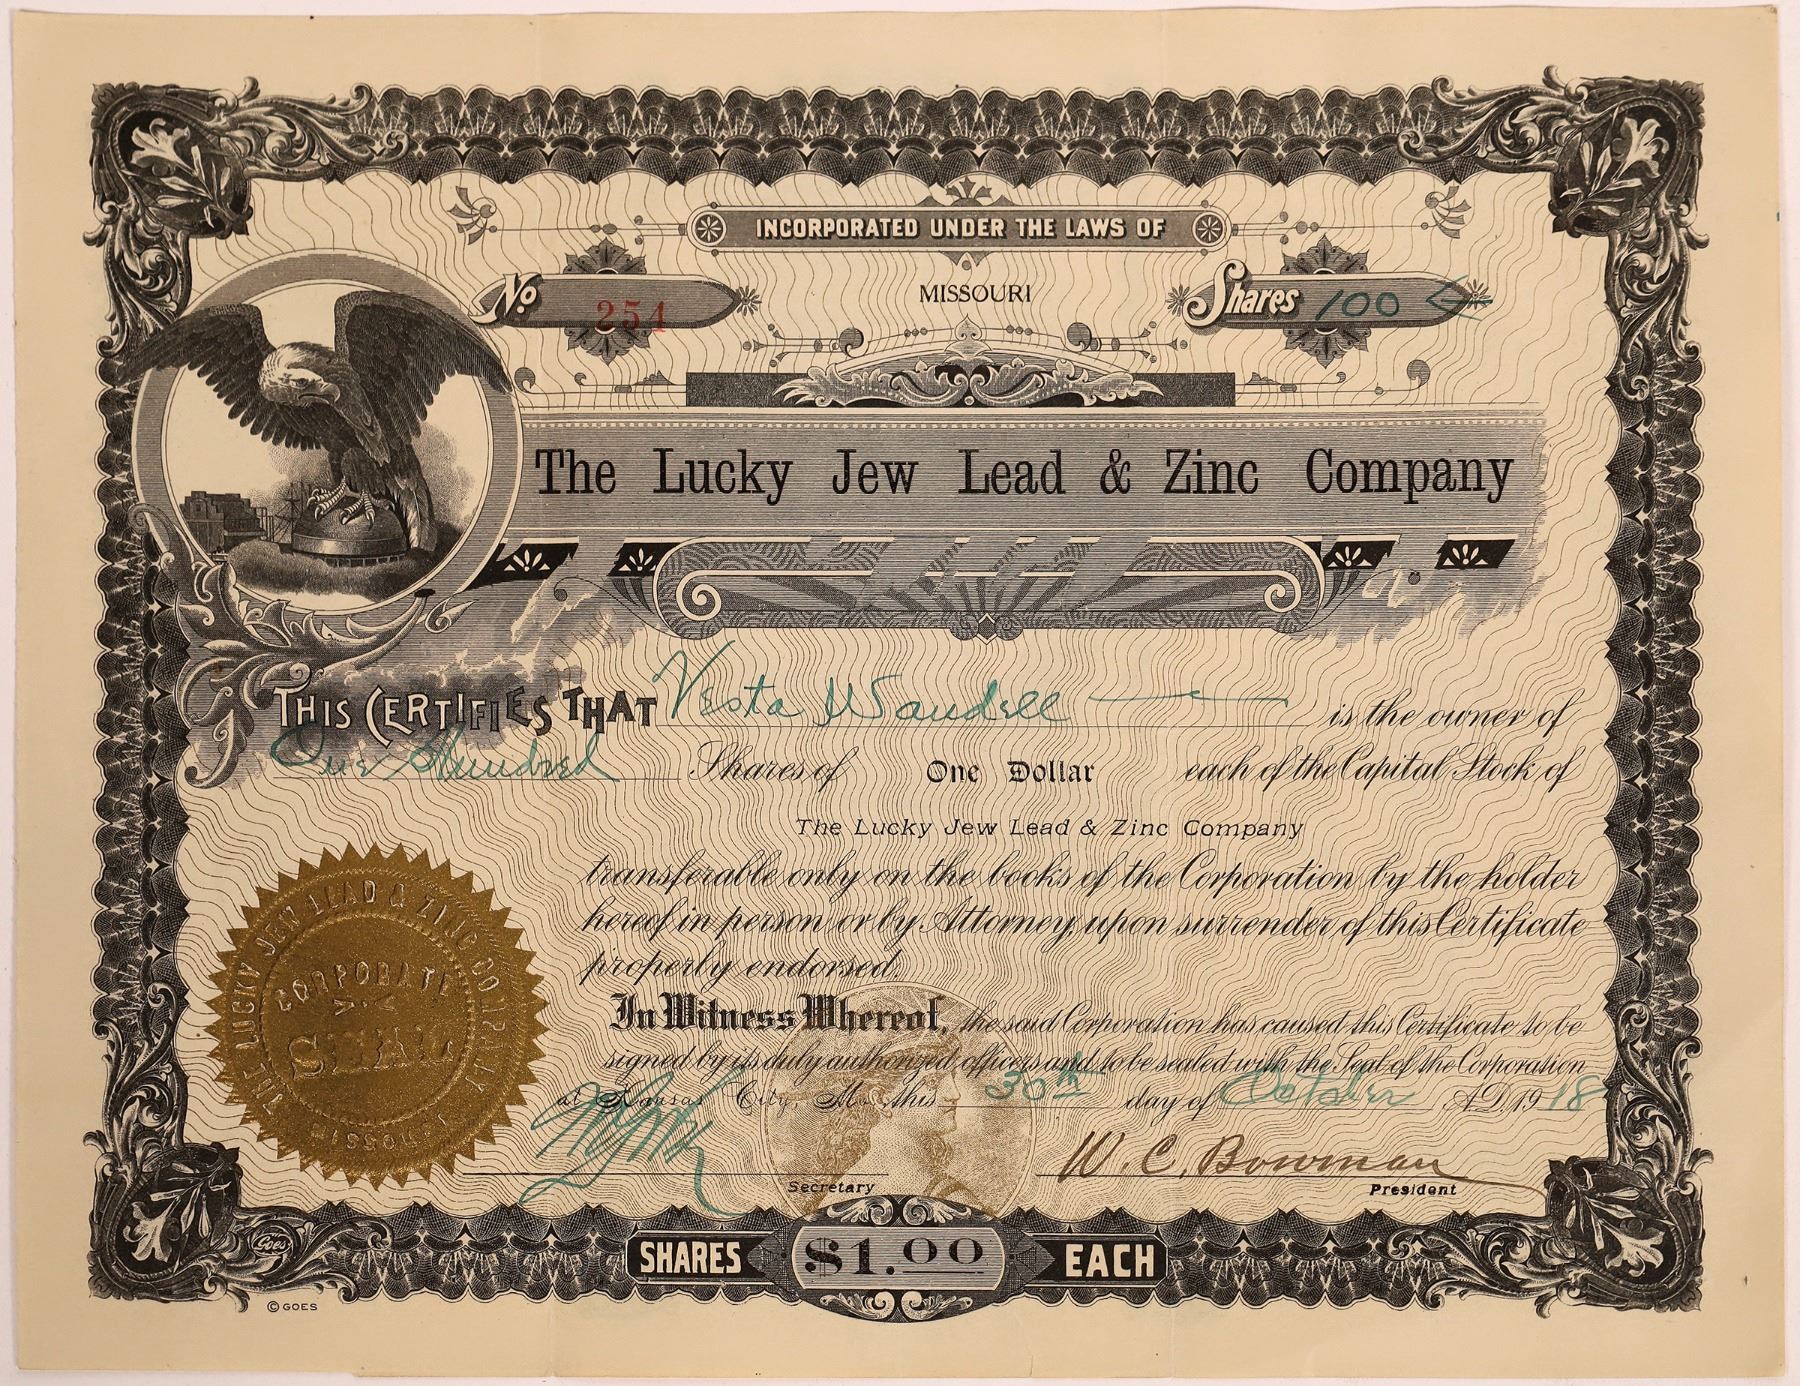 INCORPORATED UNDER THE LAWS OF
No 254 MISSOURI Shares 100
The Lucky Jew Lead & Zinc Company
THIS CERTIFIES THAT Vesta Wandell is the owner of
One Hundred Shares of One Dollar each of the Capital Stock of
The Lucky Jew Lead & Zinc Company
transferable only on the books of the Corporation by the holder
hereof in person or by Attorney, upon surrender of this Certificate
properly endorsed.
In Witness Whereof, the said Corporation has caused this Certificate to be
signed by its duly authorized officers and to be sealed with the Seal of the Corporation
at Kansas City, Mo., this 30th day of October A.D. 1918
W. C. Bowman
Secretary President
THE LUCKY JEW LEAD & ZINC COMPANY
CORPORATE
SEAL
MISSOURI
SHARES $1.00 EACH
Goes
© GOES